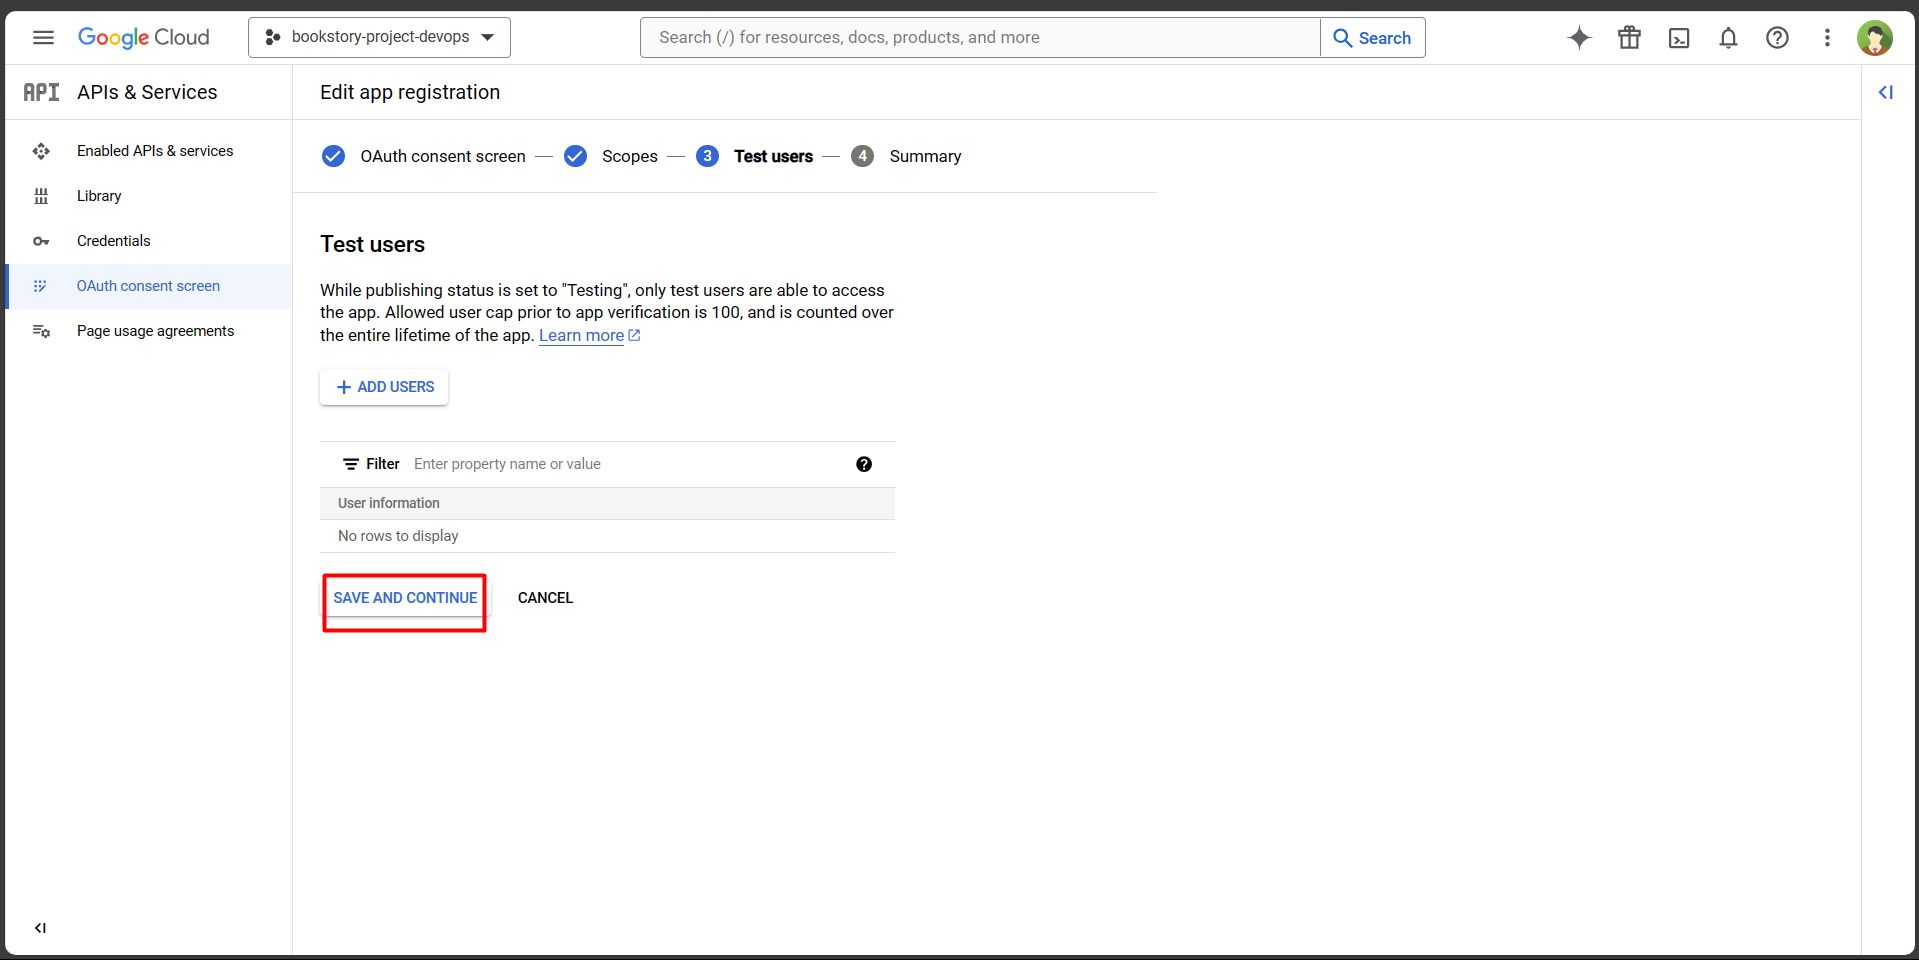 Google Cloud
bookstory-project-devops
Search (/) for resources, docs, products, and more
Search
API
APIs & Services
Edit app registration
Enabled APIs & services
Library
Credentials
OAuth consent screen
Page usage agreements
OAuth consent screen
Scopes
3
Test users
4
Summary
Test users
While publishing status is set to "Testing", only test users are able to access
the app. Allowed user cap prior to app verification is 100, and is counted over
the entire lifetime of the app. Learn more
ADD USERS
Filter
Enter property name or value
User information
No rows to display
SAVE AND CONTINUE
CANCEL